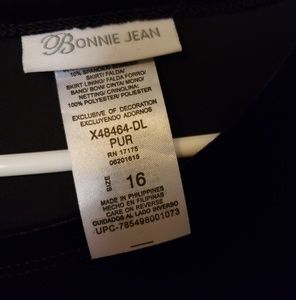 BONNIE JEAN
10% SPANDEX/
SKIRT/ FALDA/
SKIRT LINING/ FALDA FORRO/
BAND/ BOW/ CINTA/ MONO/
NETTING/ CRINOLINA:
100% POLYESTER/ POLIESTER
EXCLUSIVE OF DECORATION
EXCLUYENDO ADORNOS
X48464-DL
PUR
RN 17175
06201615
SIZE 16
MADE IN PHILIPPINES
HECHO EN FILIPINAS
CARE ON REVERSE
CUIDADOS AL LADO INVERSO
UPC-785498001073